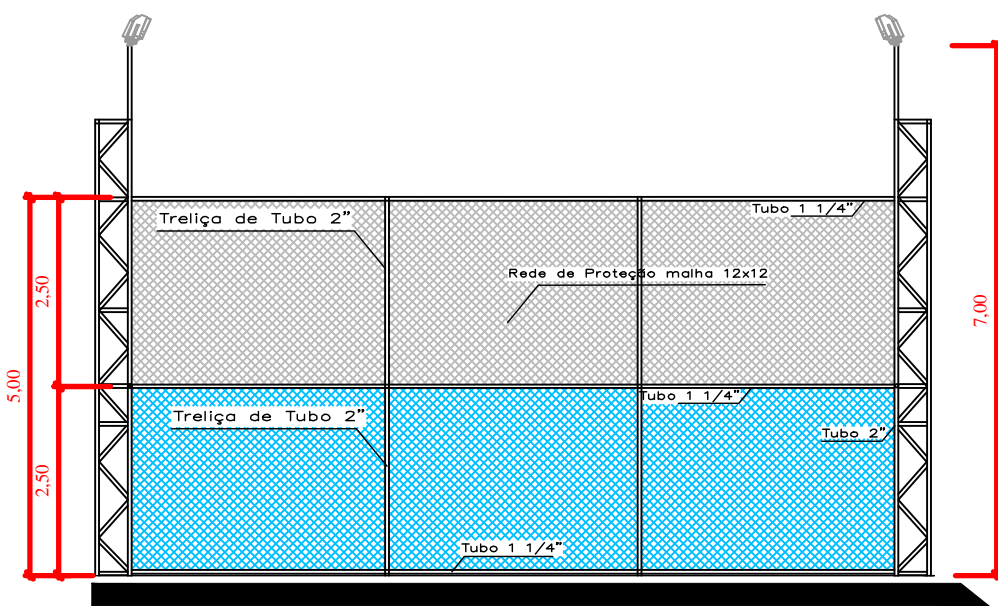 Treliça de Tubo 2”
Tubo 1 1/4”
Rede de Proteção malha 12x12
2,50
7,00
5,00
Tubo 1 1/4”
Treliça de Tubo 2”
Tubo 2”
2,50
Tubo 1 1/4”